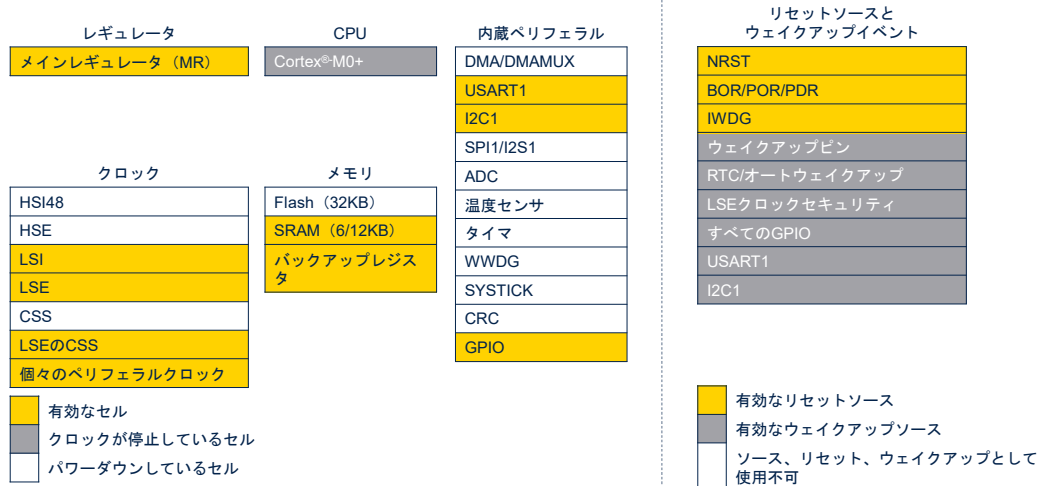 レギュレータ
メインレギュレータ（MR）
CPU
Cortex®-M0+
内蔵ペリフェラル
DMA/DMAMUX
USART1
I2C1
SPI1/I2S1
ADC
温度センサ
タイマ
WWDG
SYSTICK
CRC
GPIO
クロック
HSI48
HSE
LSI
LSE
CSS
LSEのCSS
個々のペリフェラルクロック
メモリ
Flash（32KB）
SRAM（6/12KB）
バックアップレジス
タ
有効なセル
クロックが停止しているセル
パワーダウンしているセル
リセットソースと
ウェイクアップイベント
NRST
BOR/POR/PDR
IWDG
ウェイクアップピン
RTC/オートウェイクアップ
LSEクロックセキュリティ
すべてのGPIO
USART1
I2C1
有効なリセットソース
有効なウェイクアップソース
ソース、リセット、ウェイクアップとして
使用不可